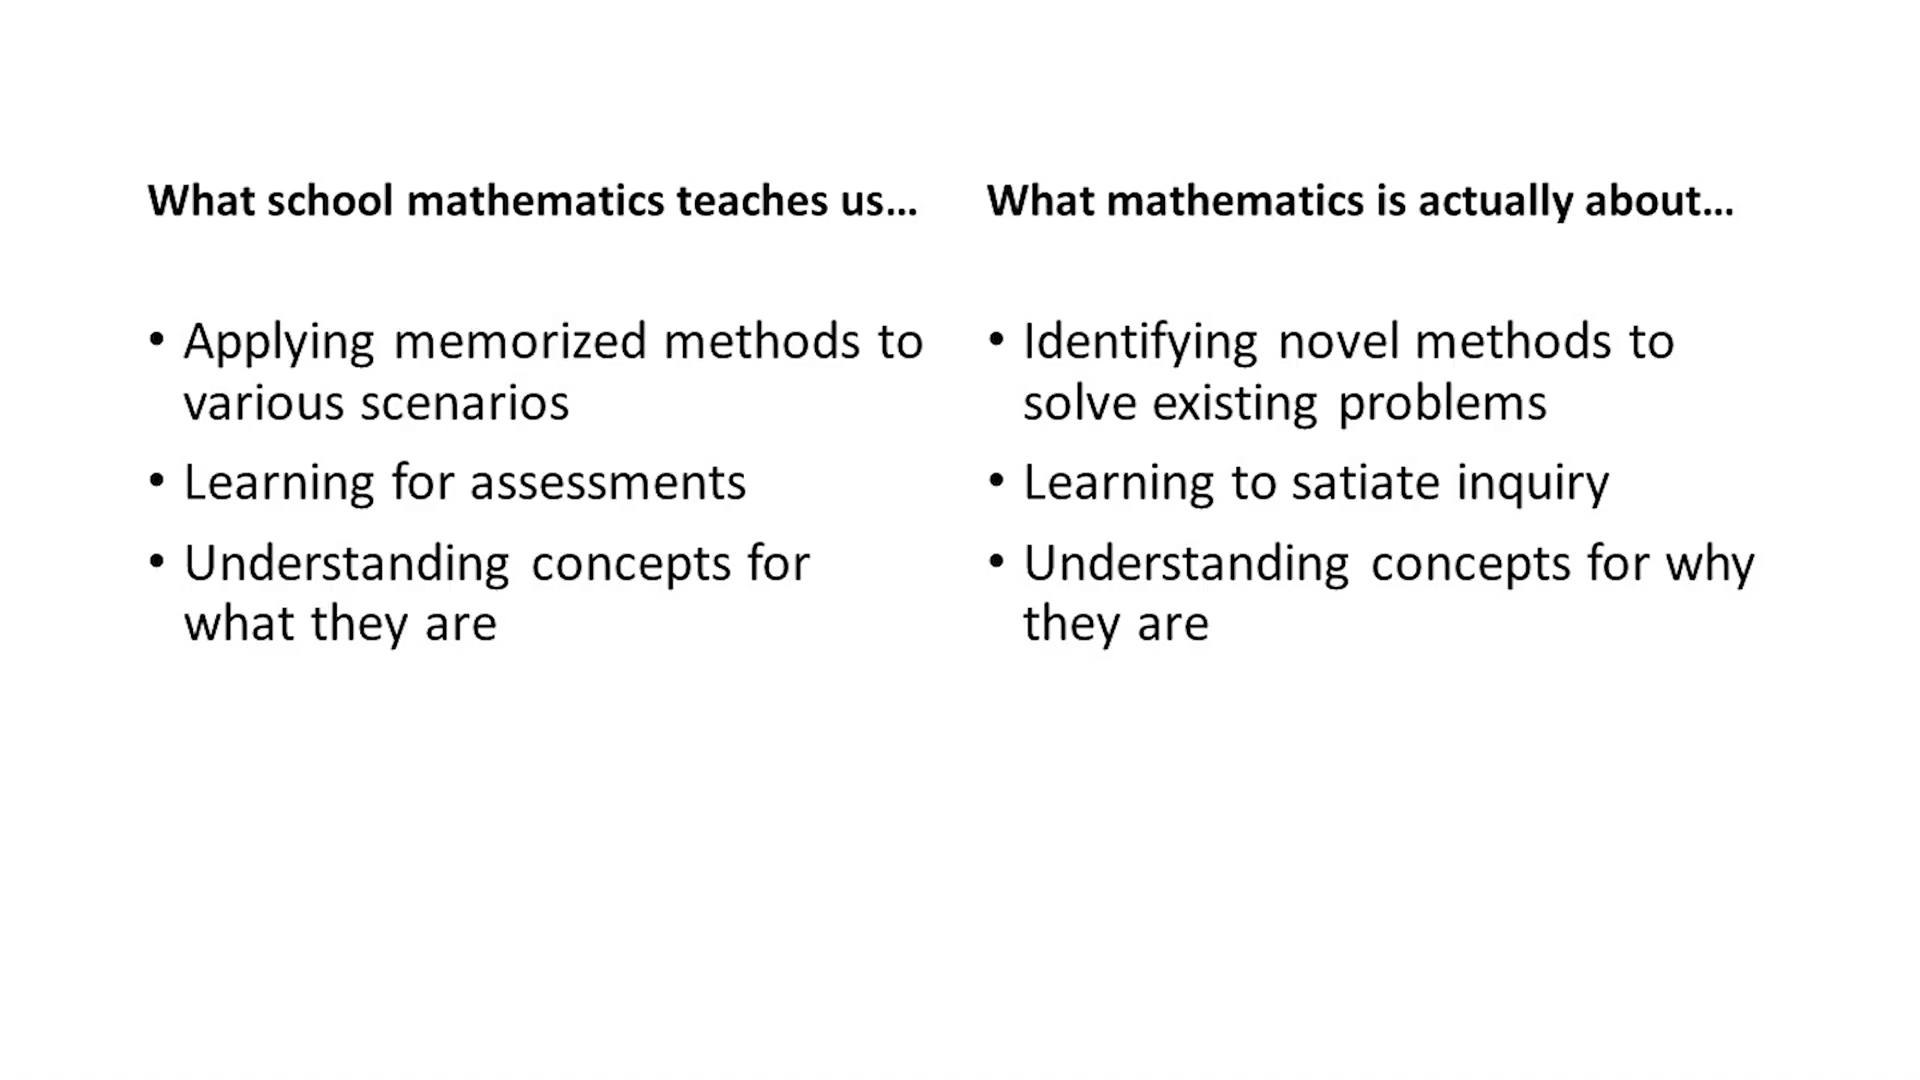 What school mathematics teaches us...
• Applying memorized methods to
various scenarios
• Learning for assessments
• Understanding concepts for
what they are
What mathematics is actually about...
• Identifying novel methods to
solve existing problems
• Learning to satiate inquiry
• Understanding concepts for why
they are